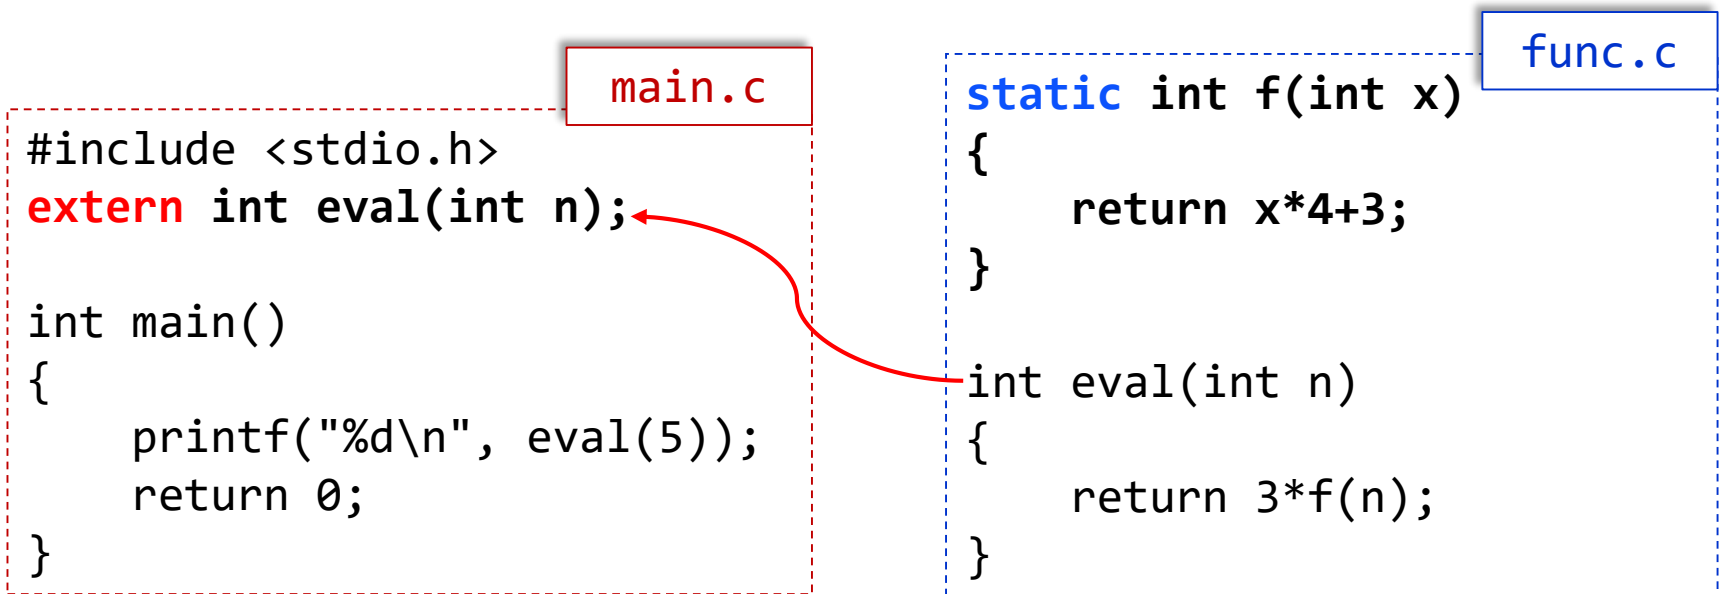 main.c
#include <stdio.h>
extern int eval(int n);
int main()
{
    printf("%d\n", eval(5));
    return 0;
}
func.c
static int f(int x)
{
    return x*4+3;
}
int eval(int n)
{
    return 3*f(n);
}